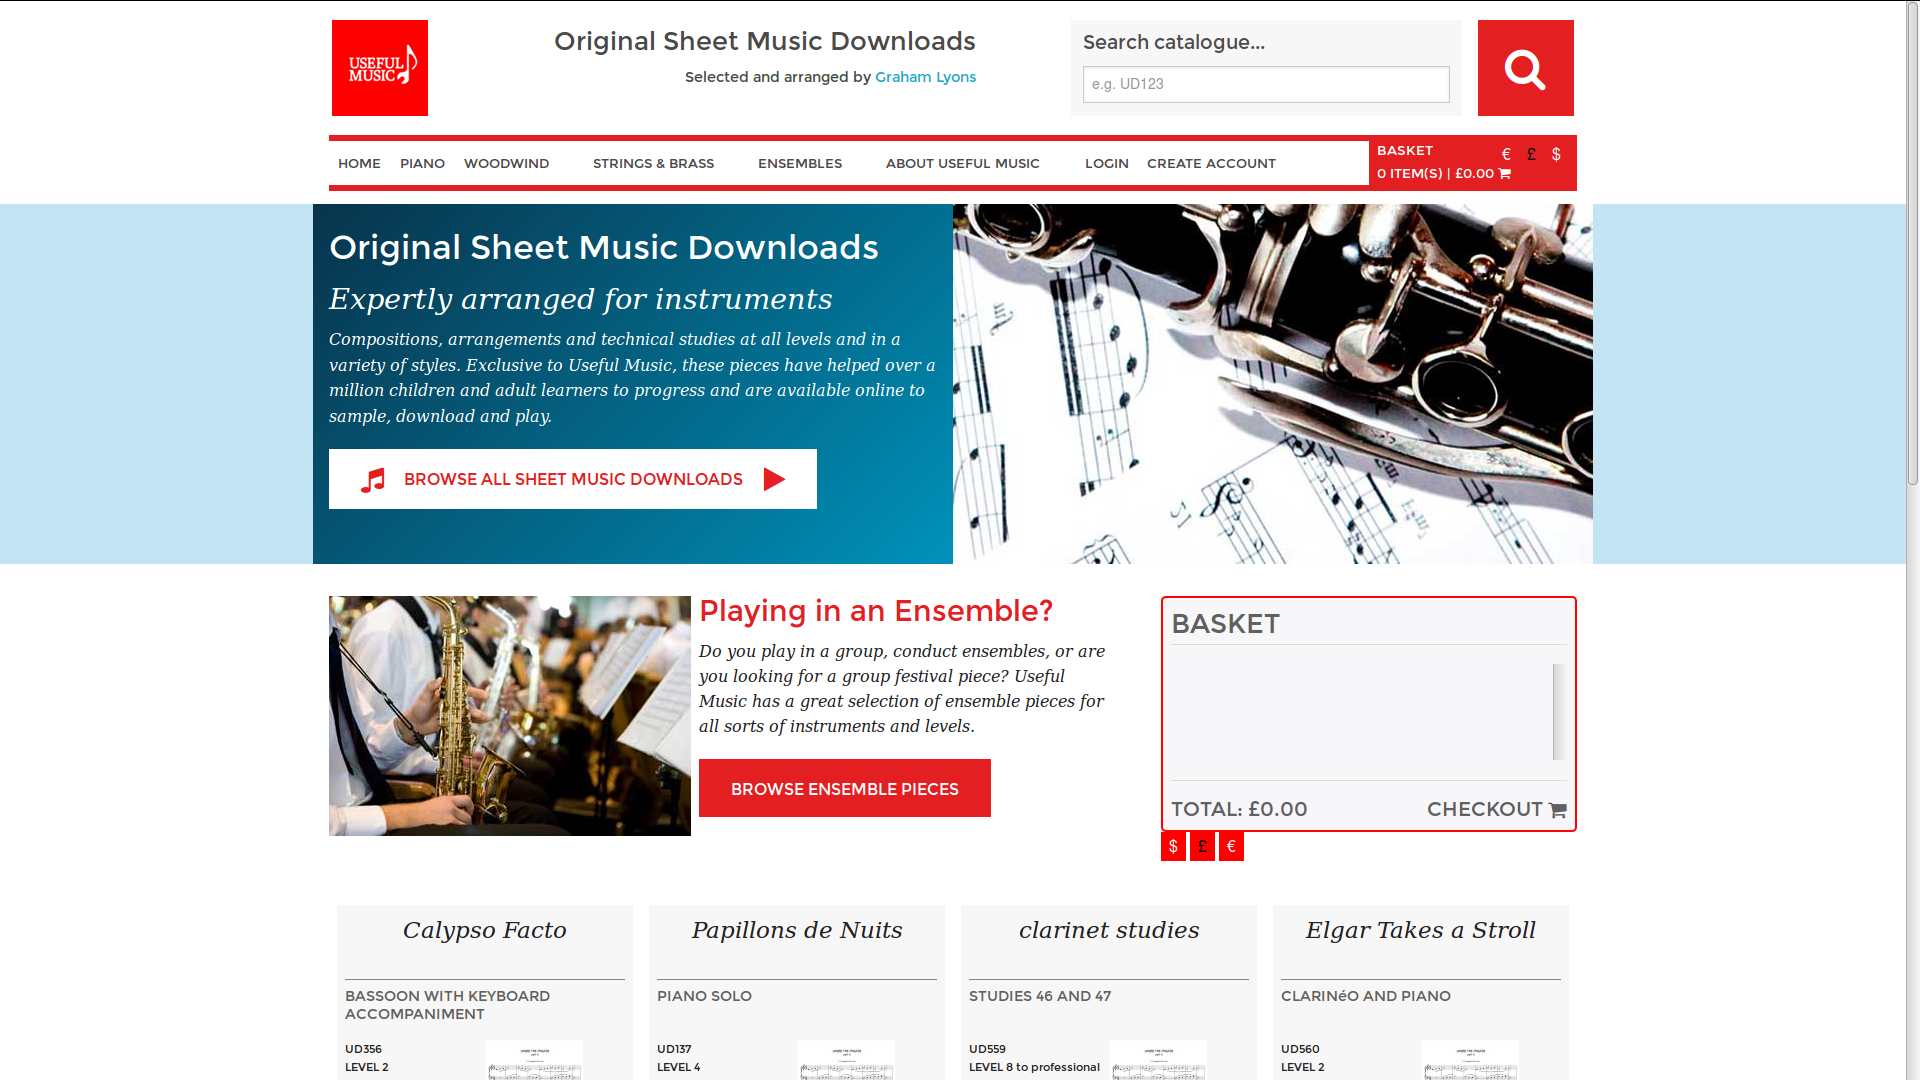 USEFUL
MUSIC
Original Sheet Music Downloads
Selected and arranged by Graham Lyons
Search catalogue...
e.g. UD123
HOME PIANO WOODWIND STRINGS & BRASS ENSEMBLES ABOUT USEFUL MUSIC LOGIN CREATE ACCOUNT
BASKET € £ $
0 ITEM(S) | £0.00
Original Sheet Music Downloads
Expertly arranged for instruments
Compositions, arrangements and technical studies at all levels and in a
variety of styles. Exclusive to Useful Music, these pieces have helped over a
million children and adult learners to progress and are available online to
sample, download and play.
BROWSE ALL SHEET MUSIC DOWNLOADS
Playing in an Ensemble?
Do you play in a group, conduct ensembles, or are
you looking for a group festival piece? Useful
Music has a great selection of ensemble pieces for
all sorts of instruments and levels.
BROWSE ENSEMBLE PIECES
BASKET
TOTAL: £0.00 CHECKOUT
$ £ €
Calypso Facto
BASSOON WITH KEYBOARD
ACCOMPANIMENT
UD356
LEVEL 2
Papillons de Nuits
PIANO SOLO
UD137
LEVEL 4
clarinet studies
STUDIES 46 AND 47
UD559
LEVEL 8 to professional
Elgar Takes a Stroll
CLARINéO AND PIANO
UD560
LEVEL 2